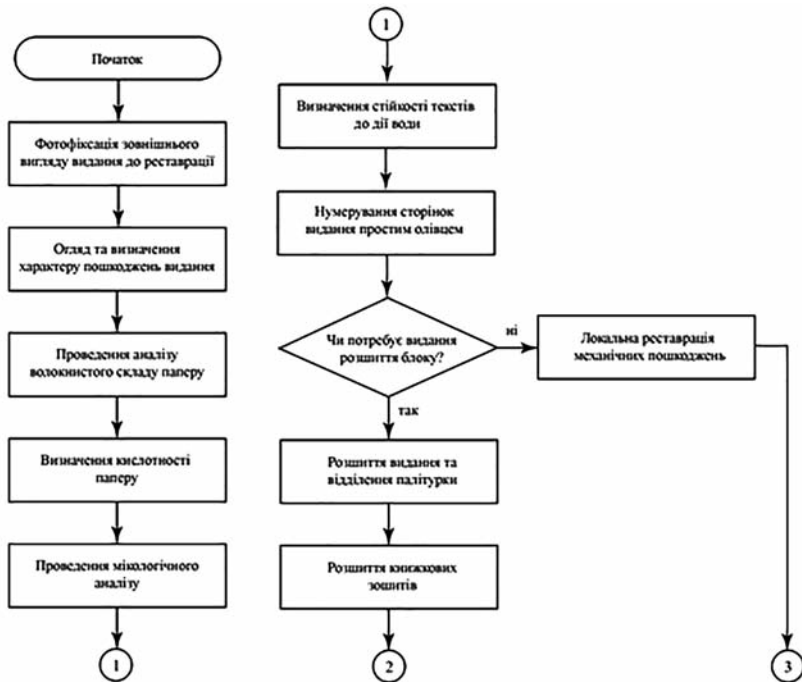 Початок
Фотофіксація зовнішнього
вигляду видання до реставрації
Огляд та визначення
характеру пошкоджень видання
Проведення аналізу
волокнистого складу паперу
Визначення кислотності
паперу
Проведення мікологічного
аналізу
1
1
Визначення стійкості текстів
до дії води
Нумерування сторінок
видання простим олівцем
Чи потребує видання
розшиття блоку?
ні
Локальна реставрація
механічних пошкоджень
так
Розшиття видання та
відділення палітурки
Розшиття книжкових
зошитів
2
3